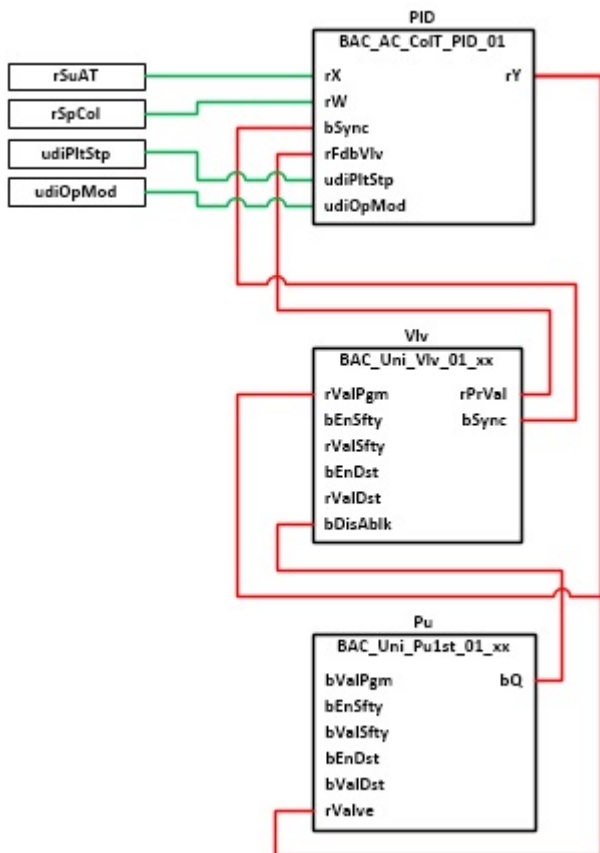 PID
BAC_AC_ColT_PID_01
rSuAT
rX
rY
rSpCol
rW
bSync
udiPltStp
rFdbVlv
udiPltStp
udiOpMod
udiOpMod
Vlv
BAC_Uni_Vlv_01_xx
rValPgm
rPrVal
bEnSfty
bSync
rValSfty
bEnDst
rValDst
bDisAblk
Pu
BAC_Uni_Pu1st_01_xx
bValPgm
bQ
bEnSfty
bValSfty
bEnDst
bValDst
rValve